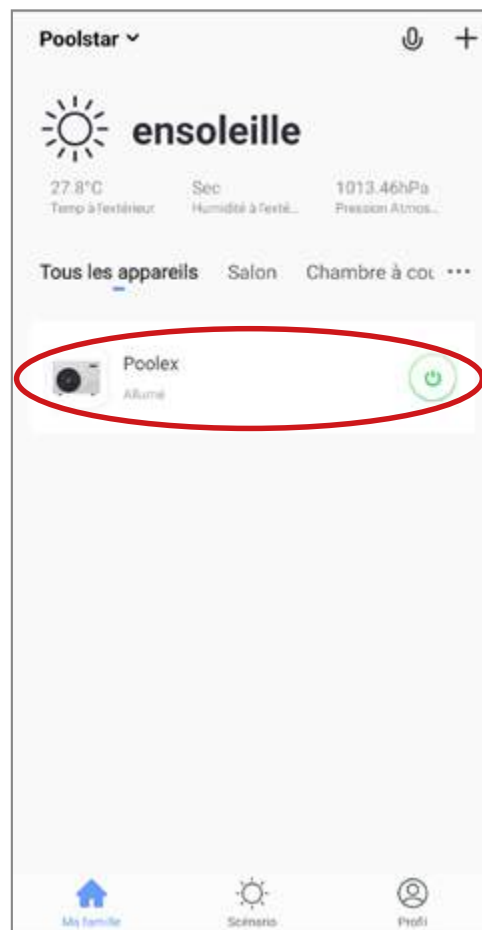 Poolstar
ensoleille
27.8°C Sec 1013.46hPa
Temp à l'extérieur Humidité à l'exté... Pression Atmos...
Tous les appareils Salon Chambre à cou ...
Poolex
Allumé
Ma famille Scénario Profil